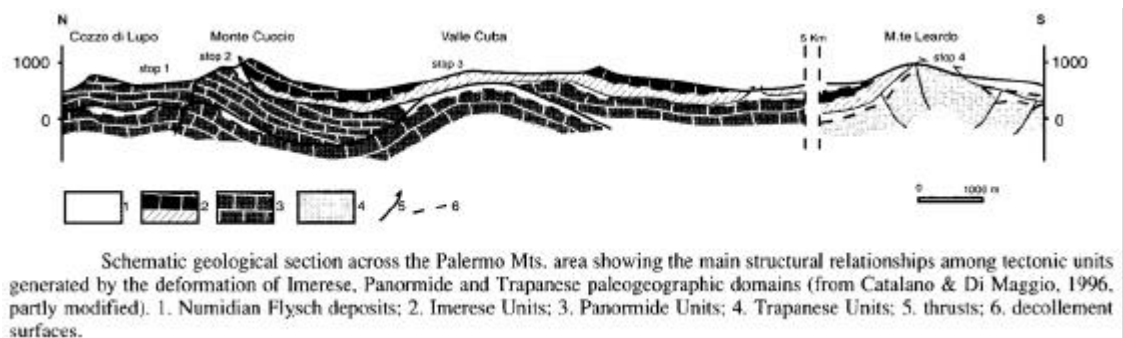 N S
Cozzo di Lupo Monte Cuccio Valle Cuba 5 Km M.te Leardo
stop 1 stop 2 stop 3 stop 4
1000 1000
0 0
1 2 3 4 5 6
0 1000 m
Schematic geological section across the Palermo Mts. area showing the main structural relationships among tectonic units
generated by the deformation of Imerese, Panormide and Trapanese paleogeographic domains (from Catalano & Di Maggio, 1996,
partly modified). 1. Numidian Flysch deposits; 2. Imerese Units; 3. Panormide Units; 4. Trapanese Units; 5. thrusts; 6. decollement
surfaces.